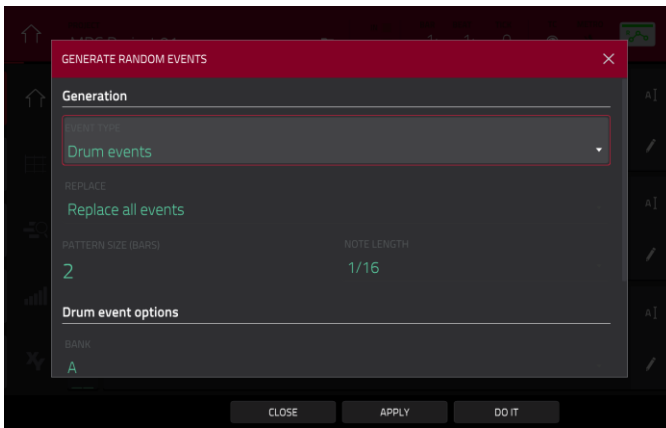 GENERATE RANDOM EVENTS
Generation
EVENT TYPE
Drum events
REPLACE
Replace all events
PATTERN SIZE (BARS) NOTE LENGTH
2 1/16
Drum event options
BANK
A
CLOSE APPLY DO IT